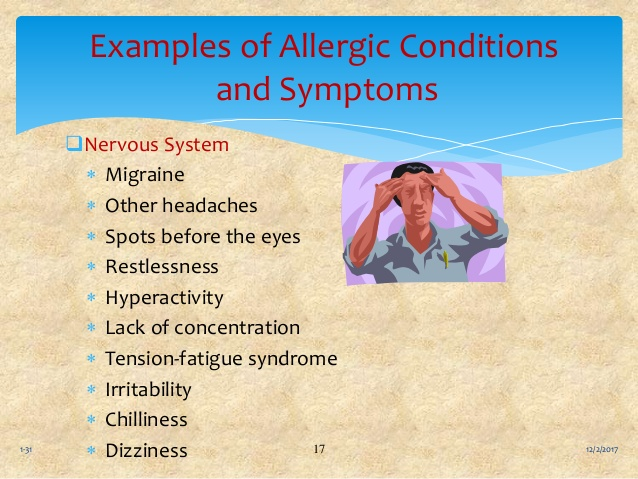 Examples of Allergic Conditions
and Symptoms
❑Nervous System
* Migraine
* Other headaches
* Spots before the eyes
* Restlessness
* Hyperactivity
* Lack of concentration
* Tension-fatigue syndrome
* Irritability
* Chilliness
* Dizziness
1-31
17
12/2/2017